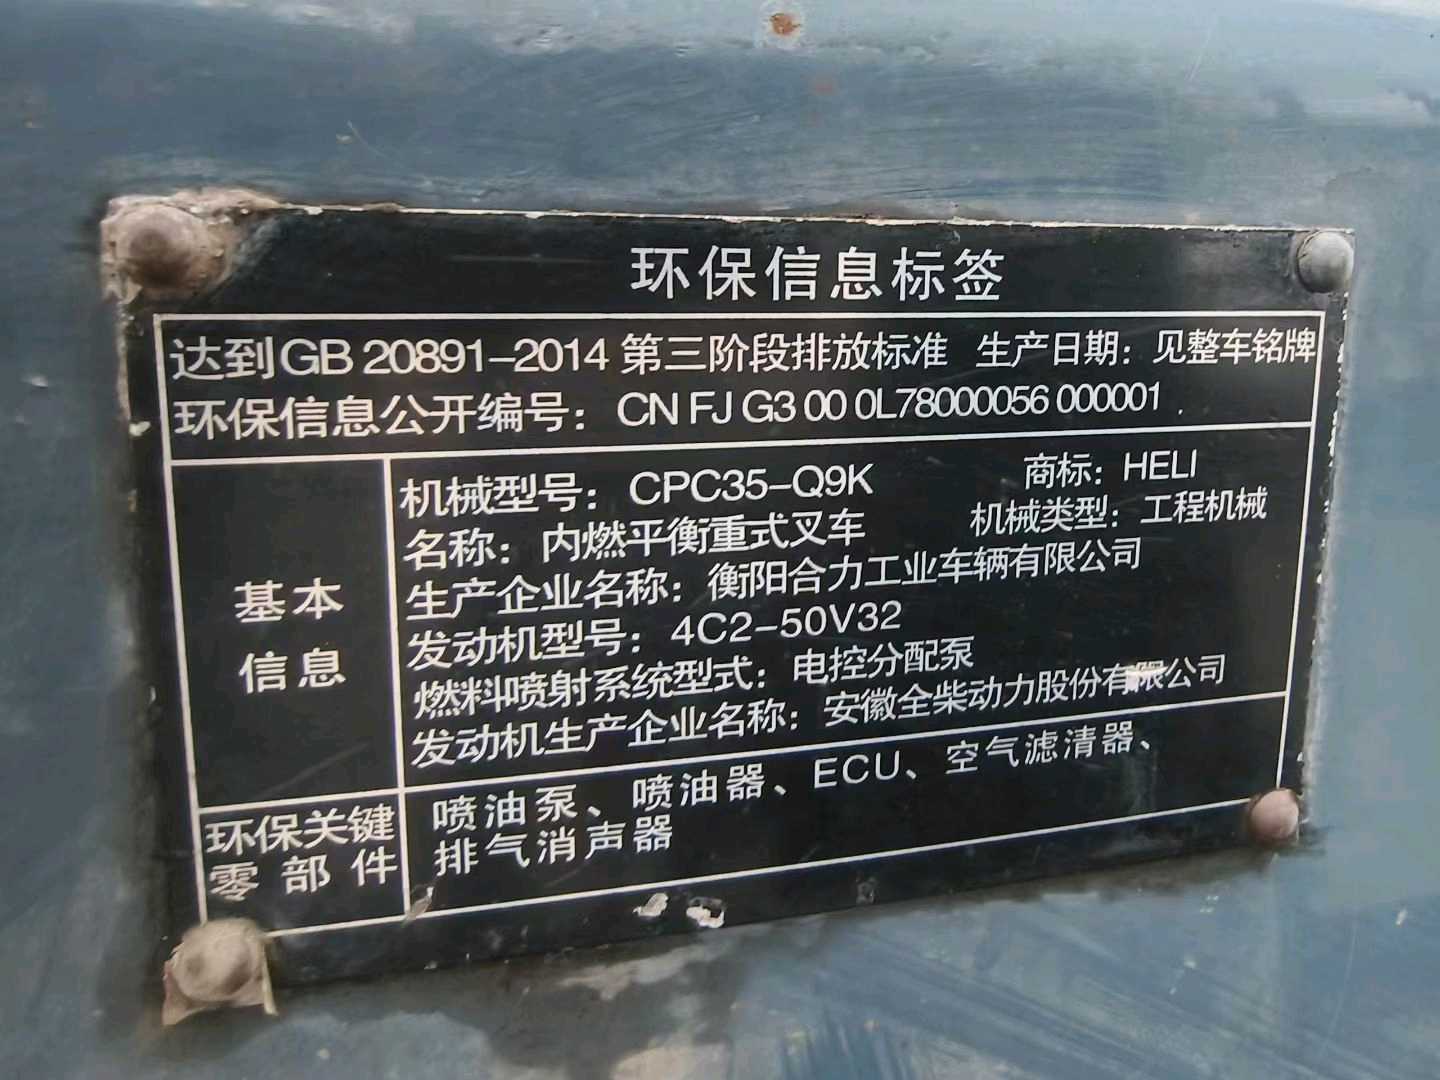 环保信息标签
达到GB 20891-2014 第三阶段排放标准 生产日期：见整车铭牌
环保信息公开编号：CN FJ G3 00 0L78000056 000001
基本信息
机械型号：CPC35-Q9K 商标：HELI
名称：内燃平衡重式叉车 机械类型：工程机械
生产企业名称：衡阳合力工业车辆有限公司
发动机型号：4C2-50V32
燃料喷射系统型式：电控分配泵
发动机生产企业名称：安徽全柴动力股份有限公司
环保关键零部件
喷油泵、喷油器、ECU、空气滤清器、
排气消声器